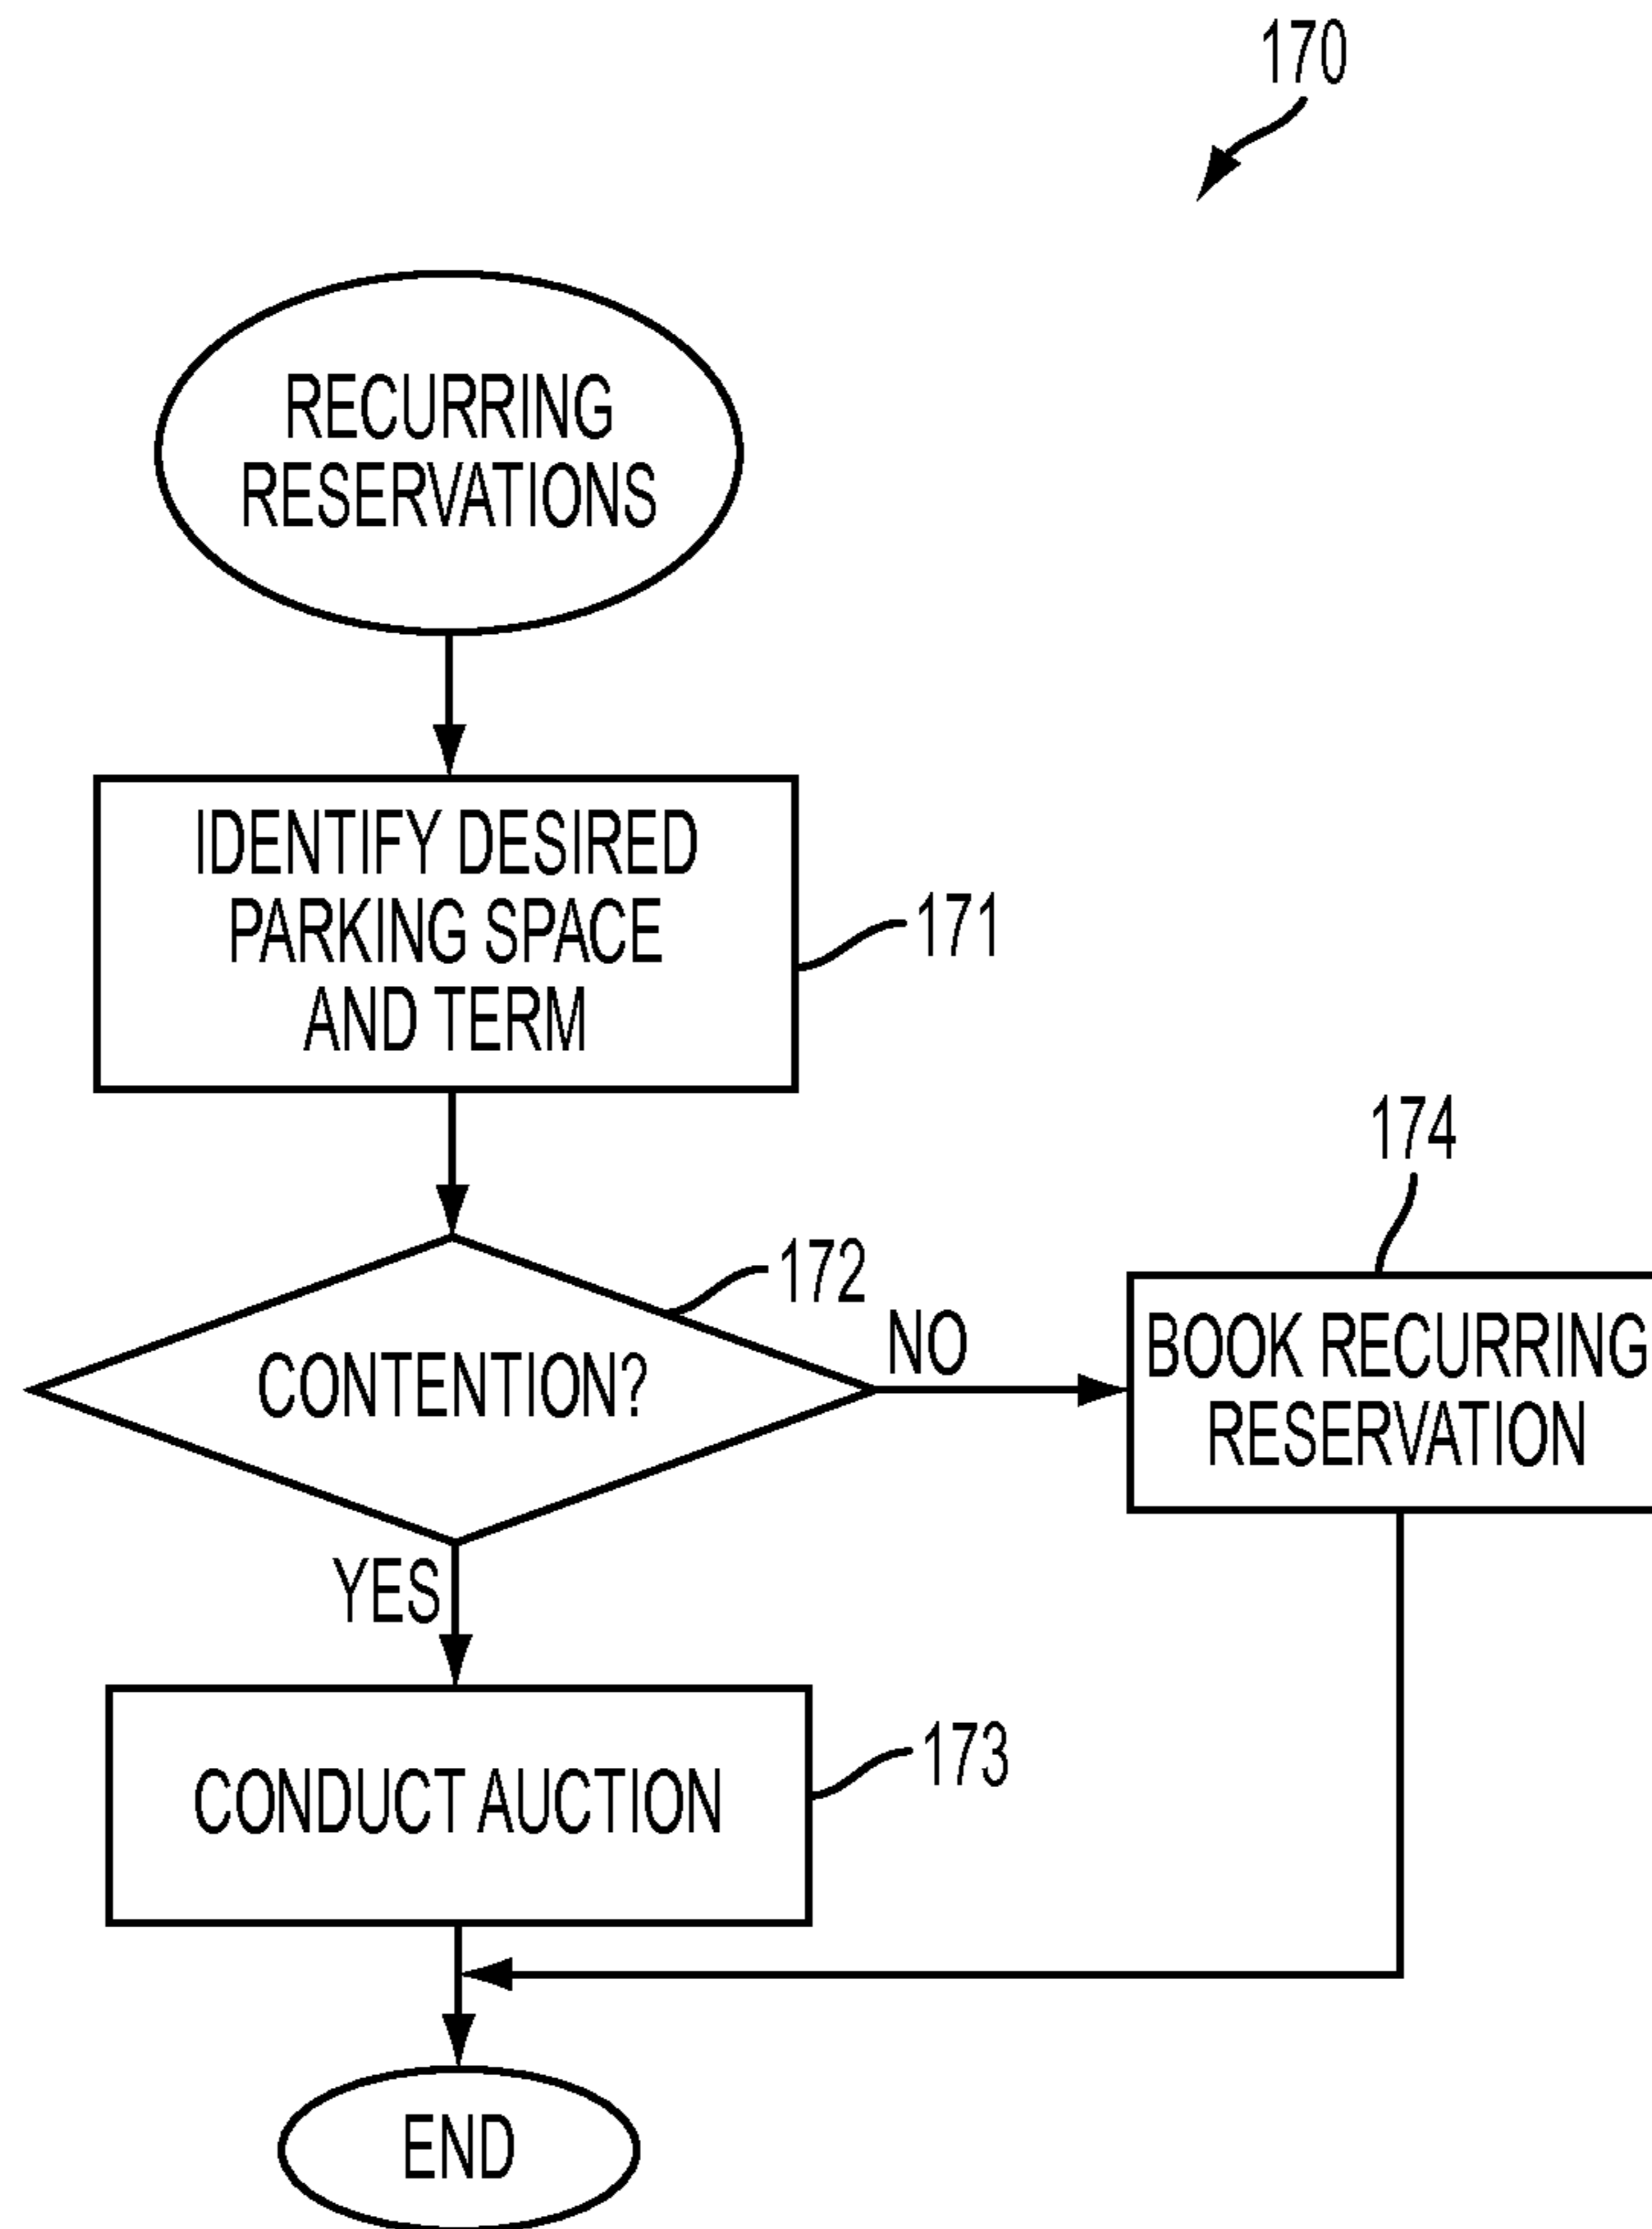 170
RECURRING
RESERVATIONS
IDENTIFY DESIRED
PARKING SPACE
AND TERM
171
174
172
NO
BOOK RECURRING
RESERVATION
CONTENTION?
YES
173
CONDUCT AUCTION
END